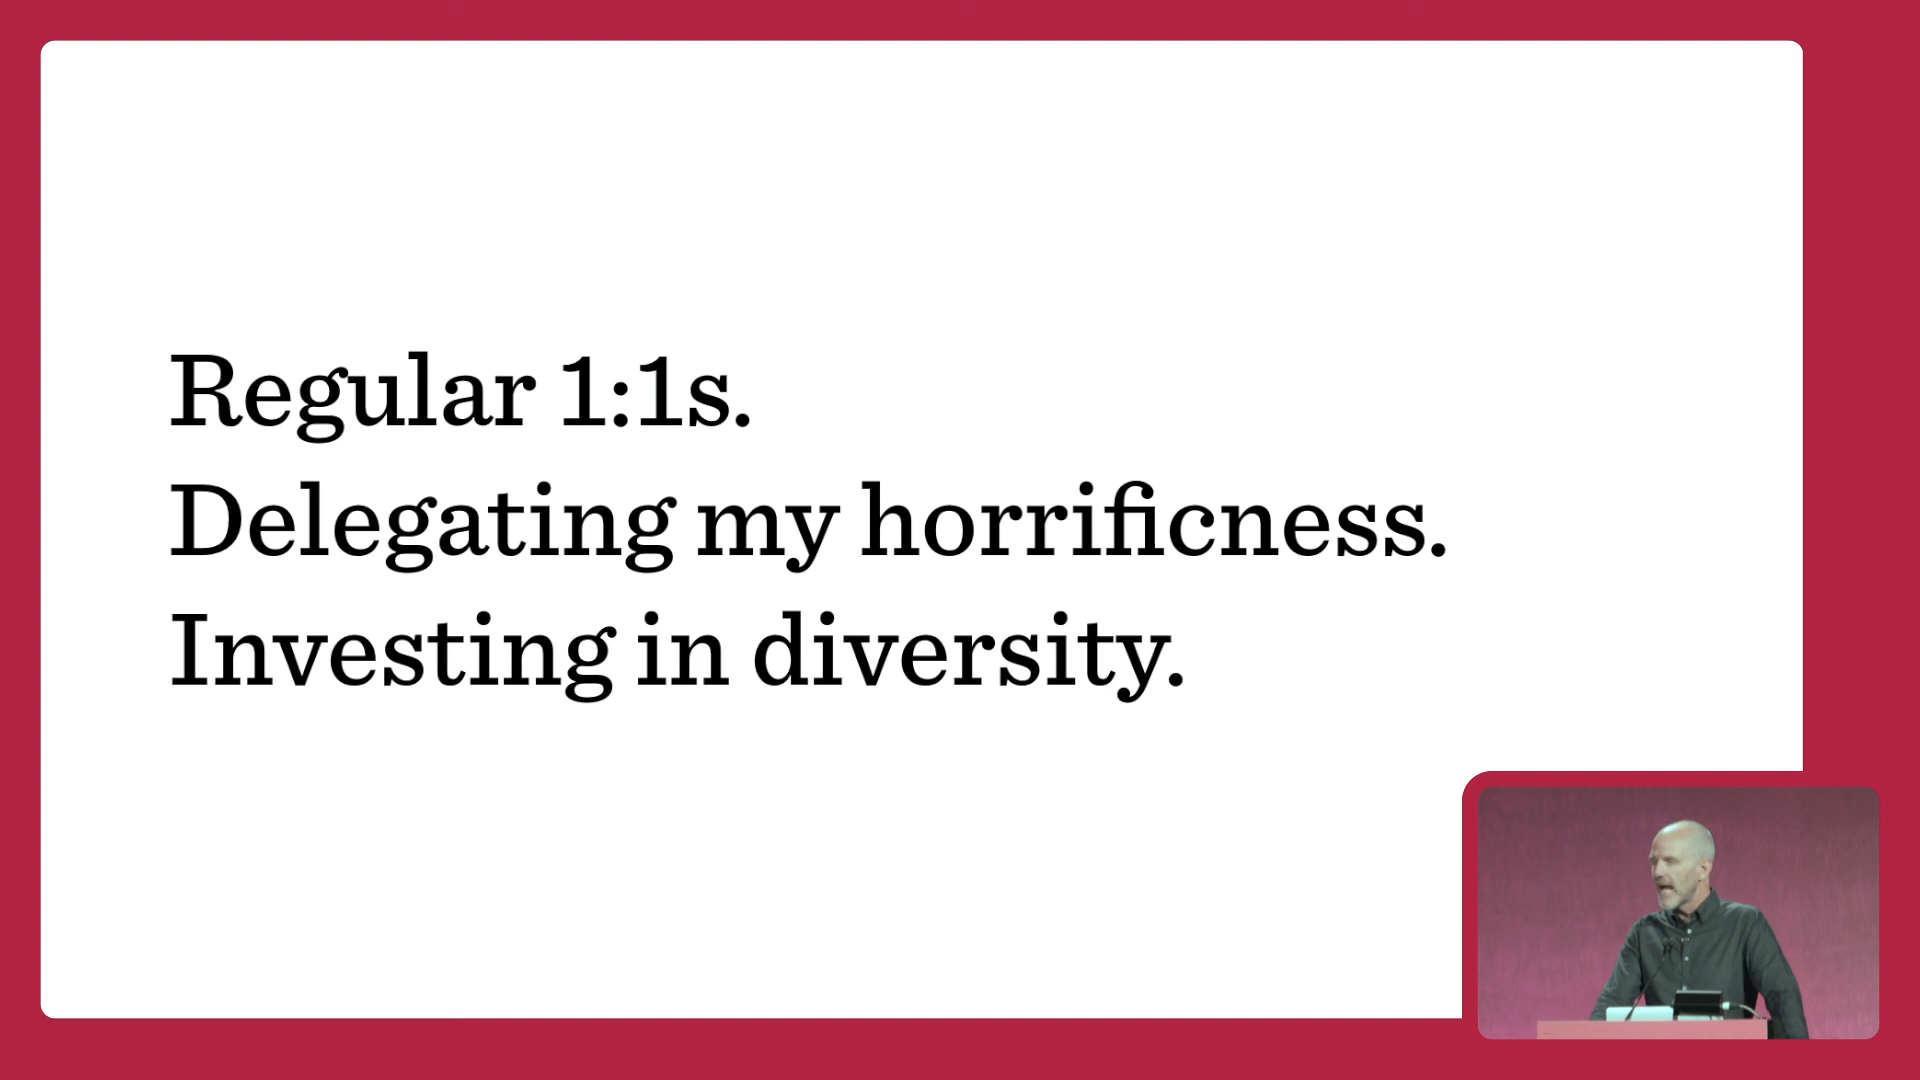 Regular 1:1s.
Delegating my horrificness.
Investing in diversity.